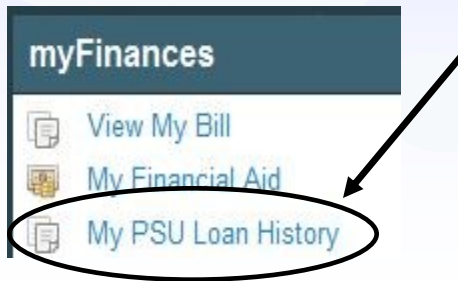 myFinances
View My Bill
My Financial Aid
My PSU Loan History